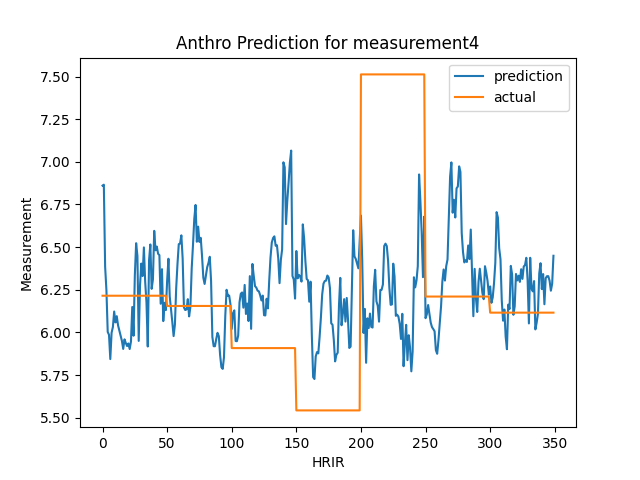 Anthro Prediction for measurement4
prediction
actual
Measurement
7.50
7.25
7.00
6.75
6.50
6.25
6.00
5.75
5.50
0 50 100 150 200 250 300 350
HRIR